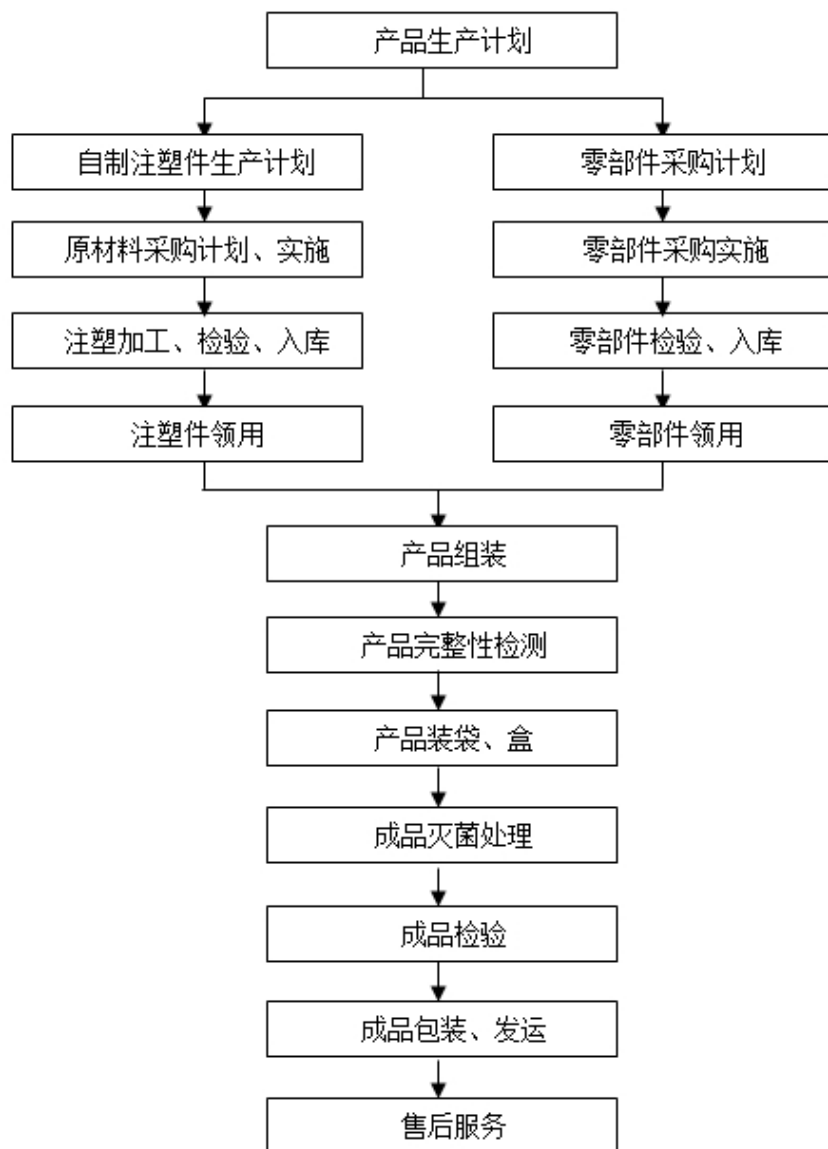 产品生产计划
自制注塑件生产计划
零部件采购计划
原材料采购计划、实施
零部件采购实施
注塑加工、检验、入库
零部件检验、入库
注塑件领用
零部件领用
产品组装
产品完整性检测
产品装袋、盒
成品灭菌处理
成品检验
成品包装、发运
售后服务